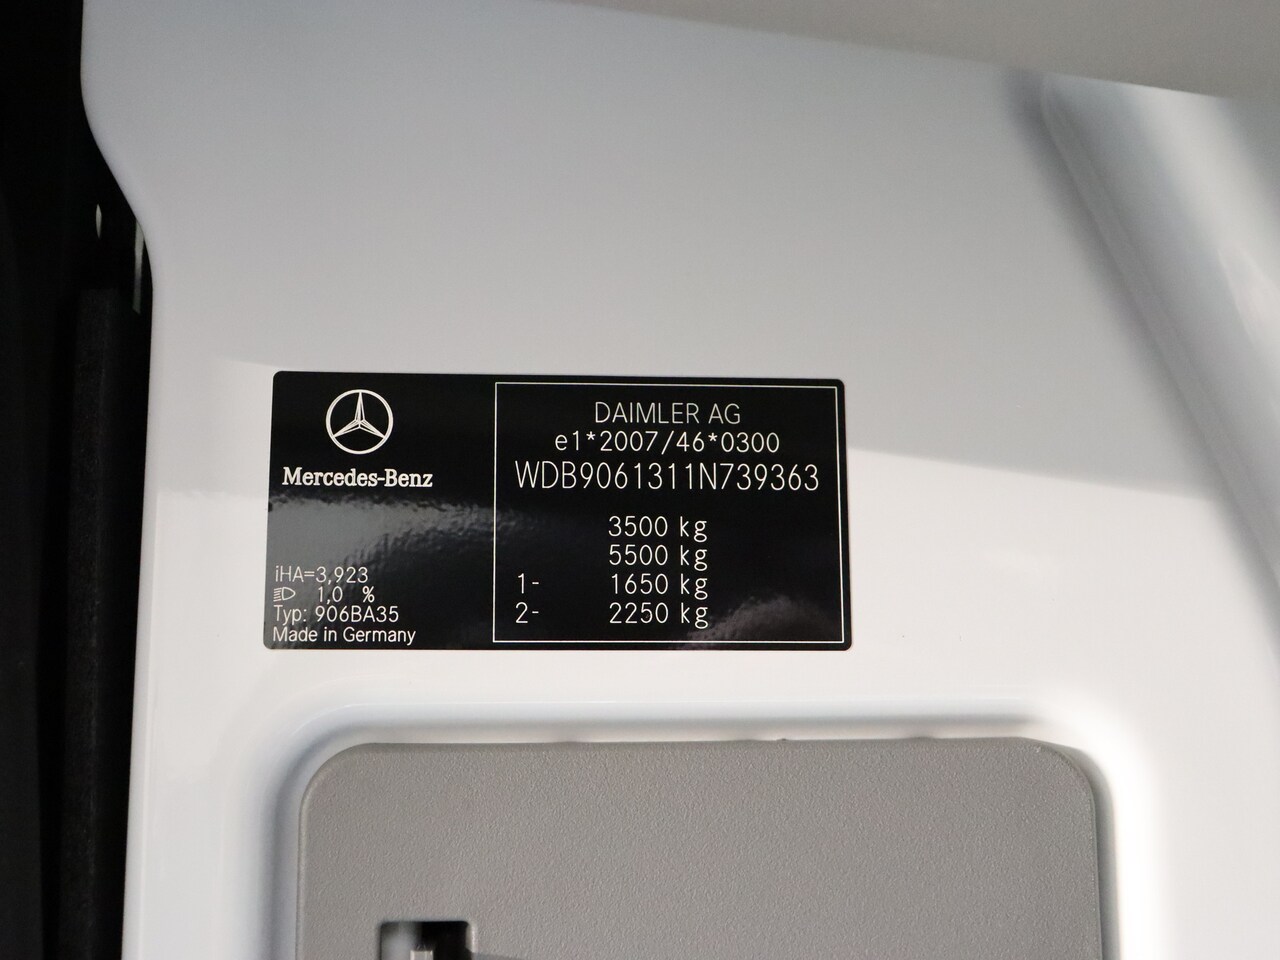 Mercedes-Benz
iHA=3,923
1,0 %
Typ: 906BA35
Made in Germany
DAIMLER AG
e1*2007/46*0300
WDB9061311N739363
3500 kg
5500 kg
1- 1650 kg
2- 2250 kg